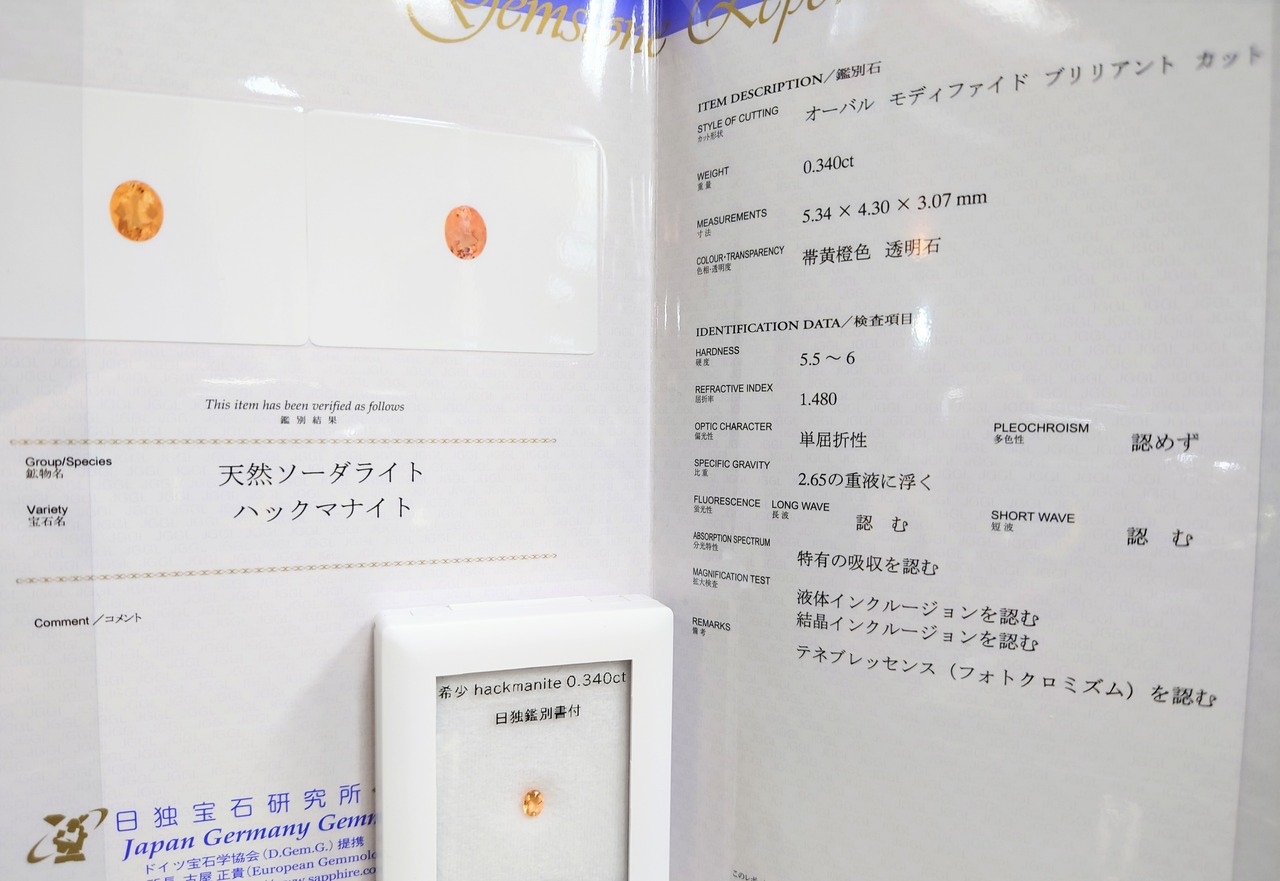 Gemstone Repo
This item has been verified as follows
鑑別結果
Group/Species
鉱物名
天然ソーダライト
Variety
宝石名
ハックマナイト
Comment／コメント
日独宝石研究所
Japan Germany Gem
ドイツ宝石学協会（D.Gem.G.）提携
古屋 正貴（European Gemmolo
.sapphire.co
ITEM DESCRIPTION／鑑別石
STYLE OF CUTTING
カット形状
オーバル モディファイド ブリリアント カット
WEIGHT
重量
0.340ct
MEASUREMENTS
寸法
5.34 × 4.30 × 3.07 mm
COLOUR・TRANSPARENCY
色相・透明度
帯黄橙色 透明石
IDENTIFICATION DATA／検査項目
HARDNESS
硬度
5.5 ～ 6
REFRACTIVE INDEX
屈折率
1.480
OPTIC CHARACTER
偏光性
単屈折性
PLEOCHROISM
多色性
認めず
SPECIFIC GRAVITY
比重
2.65の重液に浮く
FLUORESCENCE
蛍光性
LONG WAVE
長波
認 む
SHORT WAVE
短波
認 む
ABSORPTION SPECTRUM
分光特性
特有の吸収を認む
MAGNIFICATION TEST
拡大検査
液体インクルージョンを認む
結晶インクルージョンを認む
REMARKS
備考
テネブレッセンス（フォトクロミズム）を認む
このレポ
希少 hackmanite 0.340ct
日独鑑別書付